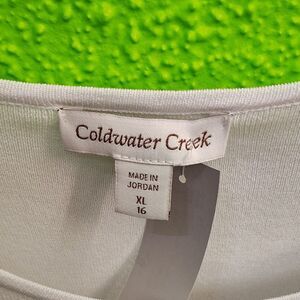 Coldwater Creek
MADE IN
JORDAN
XL
16